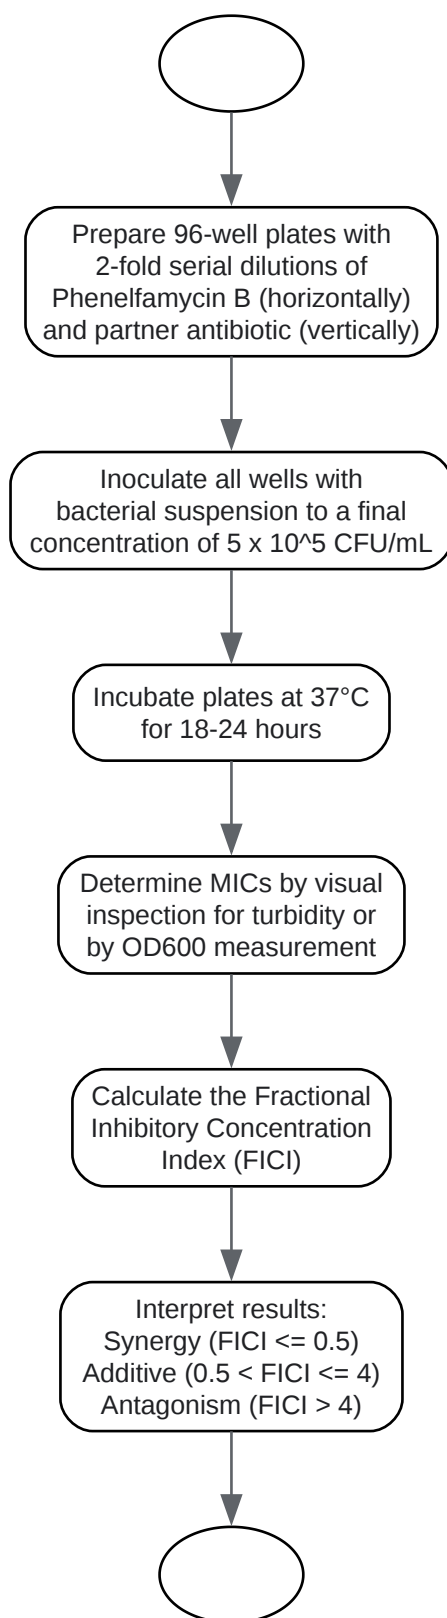 Prepare 96-well plates with
2-fold serial dilutions of
Phenelfamycin B (horizontally)
and partner antibiotic (vertically)
Inoculate all wells with
bacterial suspension to a final
concentration of 5 x 10^5 CFU/mL
Incubate plates at 37°C
for 18-24 hours
Determine MICs by visual
inspection for turbidity or
by OD600 measurement
Calculate the Fractional
Inhibitory Concentration
Index (FICI)
Interpret results:
Synergy (FICI <= 0.5)
Additive (0.5 < FICI <= 4)
Antagonism (FICI > 4)